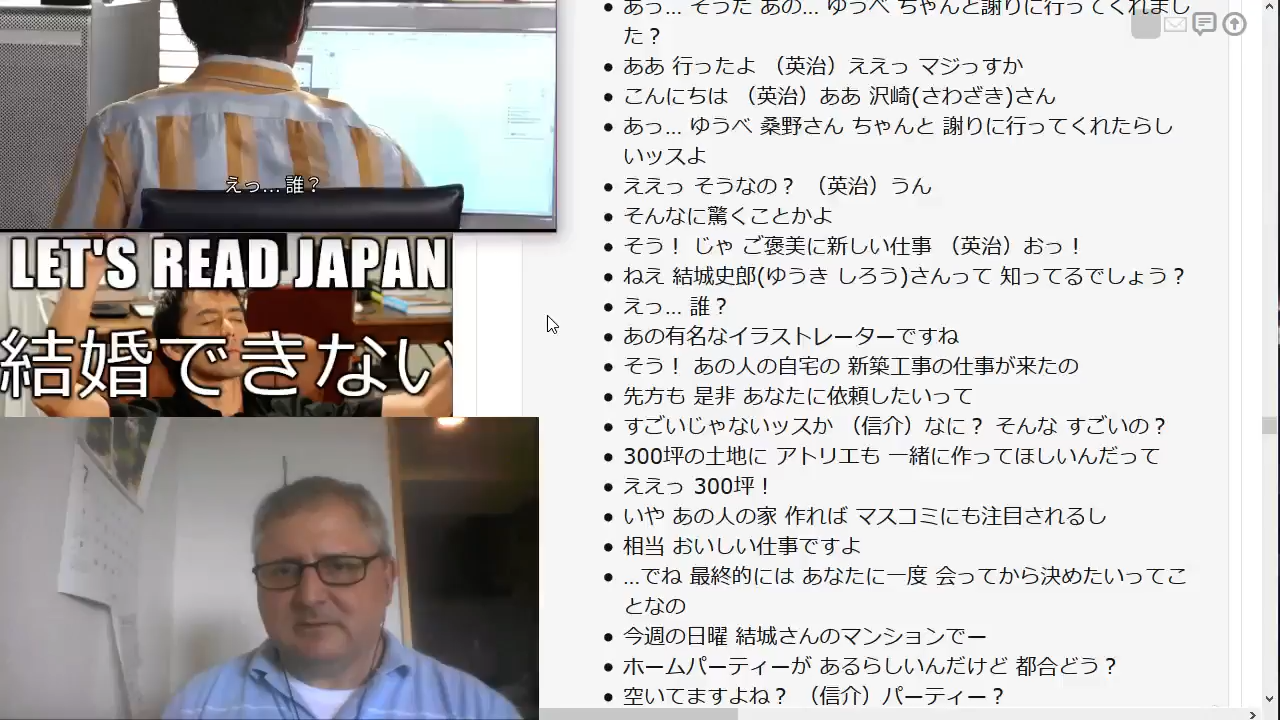 えっ… 誰？
LET'S READ JAPAN
結婚できない
あっ… そうだ あの… ゆうべ ちゃんと謝りに行ってくれまし
た？
ああ 行ったよ （英治）ええっ マジっすか
こんにちは （英治）ああ 沢崎(さわざき)さん
あっ… ゆうべ 桑野さん ちゃんと 謝りに行ってくれたらし
いッスよ
ええっ そうなの？ （英治）うん
そんなに驚くことかよ
そう！ じゃ ご褒美に新しい仕事 （英治）おっ！
ねえ 結城史郎(ゆうき しろう)さんって 知ってるでしょう？
えっ… 誰？
あの有名なイラストレーターですね
そう！ あの人の自宅の 新築工事の仕事が来たの
先方も 是非 あなたに依頼したいって
すごいじゃないッスか （信介）なに？ そんな すごいの？
300坪の土地に アトリエも 一緒に作ってほしいんだって
ええっ 300坪！
いや あの人の家 作れば マスコミにも注目されるし
相当 おいしい仕事ですよ
…でね 最終的には あなたに一度 会ってから決めたいってこ
となの
今週の日曜 結城さんのマンションでー
ホームパーティーが あるらしいんだけど 都合どう？
空いてますよね？ （信介）パーティー？